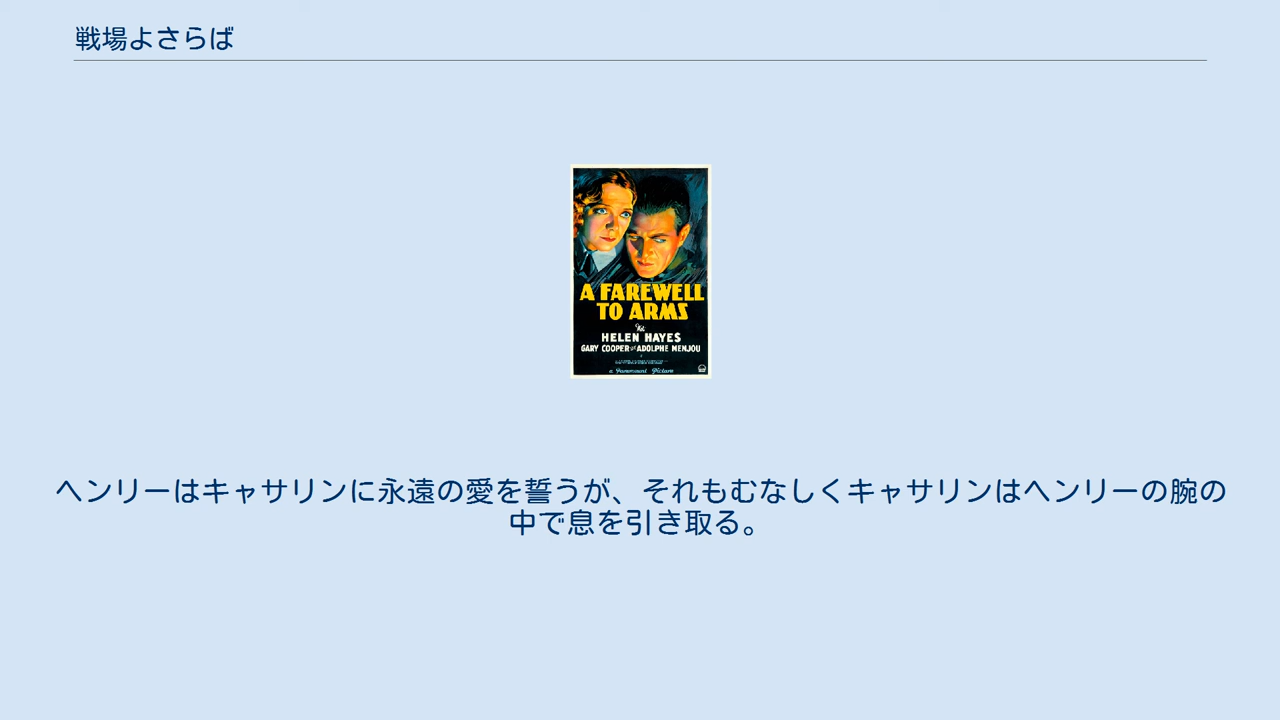 戦場よさらば
A FAREWELL
TO ARMS
HELEN HAYES
GARY COOPER ADOLPHE MENJOU
a Paramount Picture
ヘンリーはキャサリンに永遠の愛を誓うが、それもむなしくキャサリンはヘンリーの腕の
中で息を引き取る。